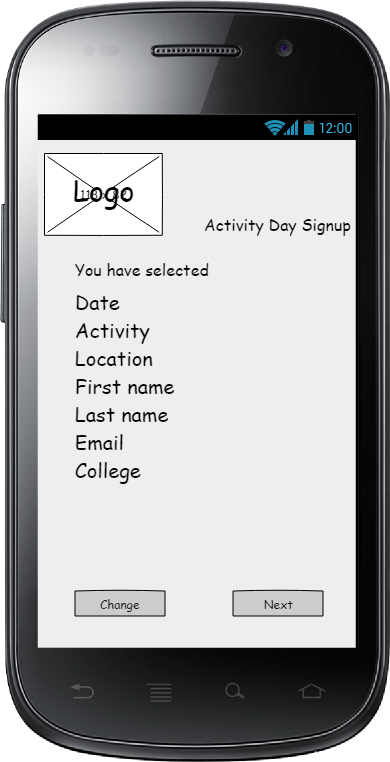 12:00
Logo
Activity Day Signup
You have selected
Date
Activity
Location
First name
Last name
Email
College
Change
Next